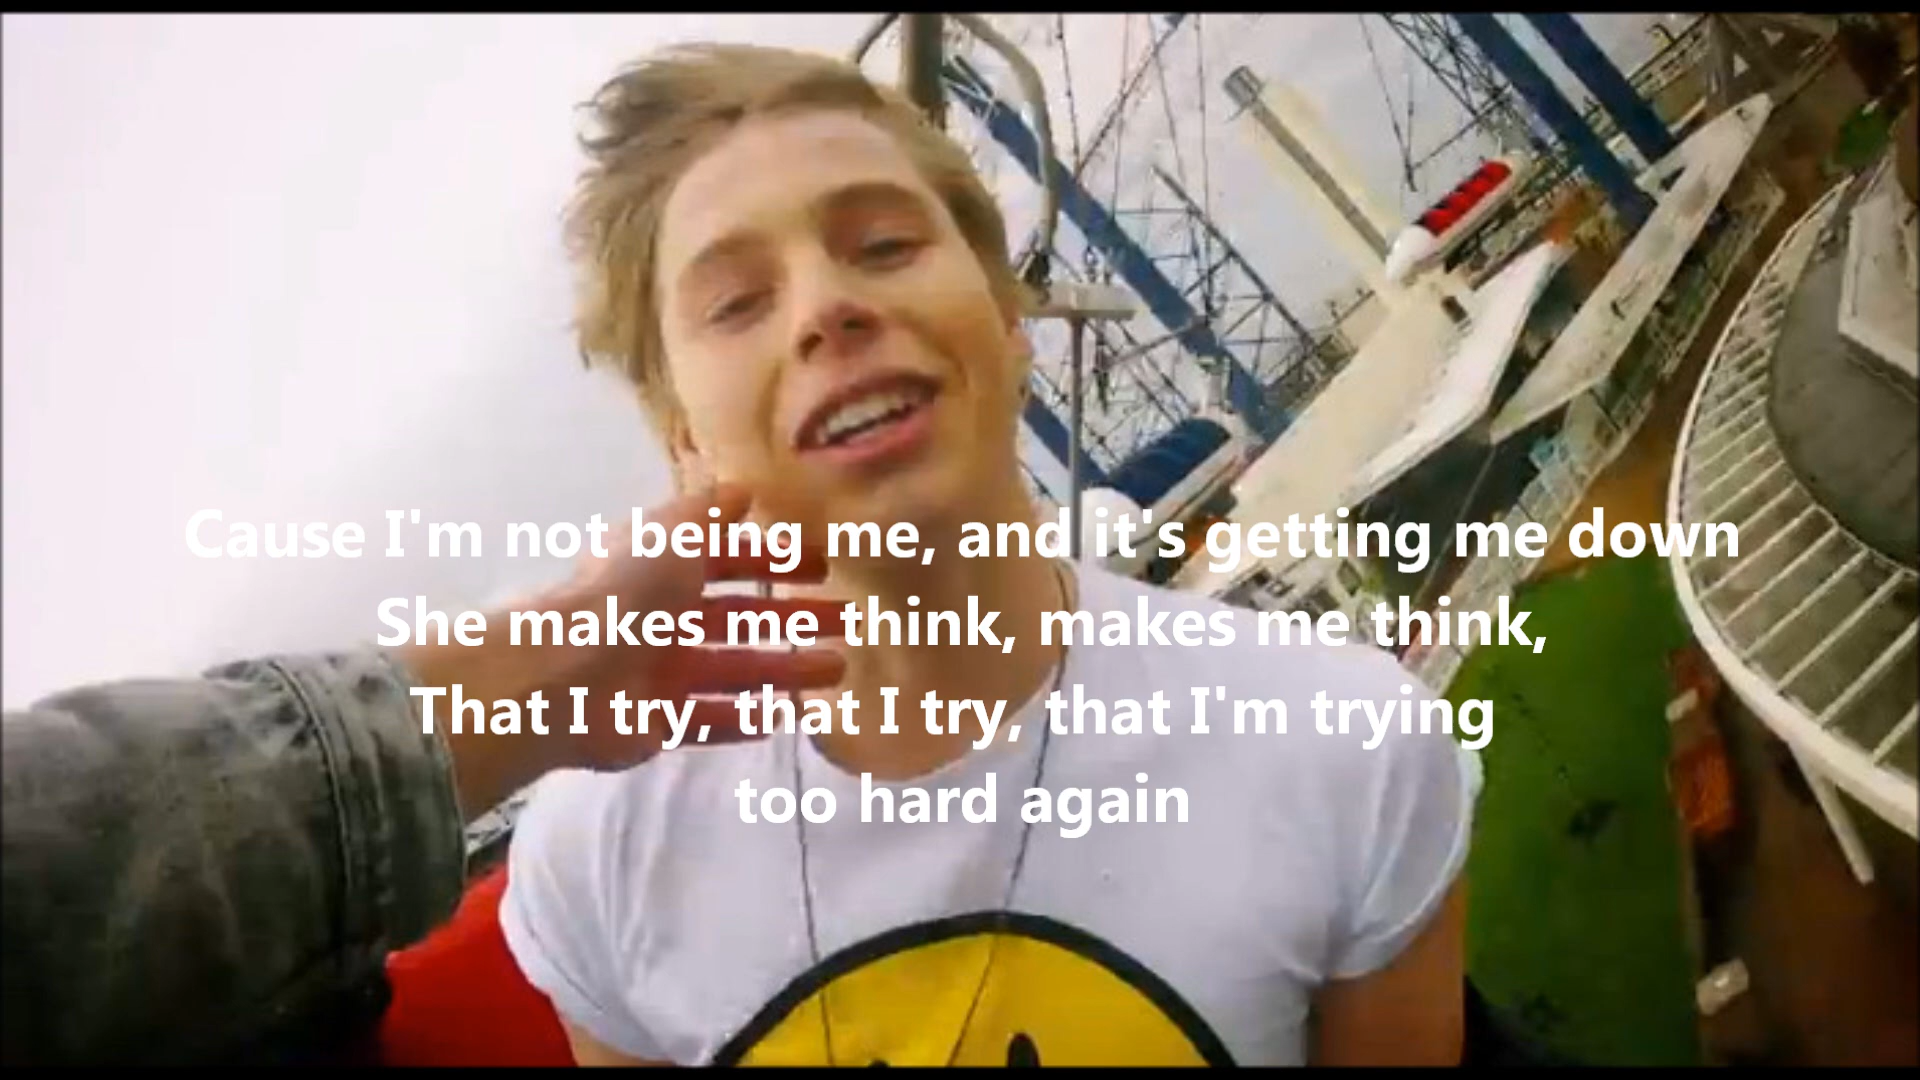 Cause I'm not being me, and it's getting me down
She makes me think, makes me think,
That I try, that I try, that I'm trying
too hard again